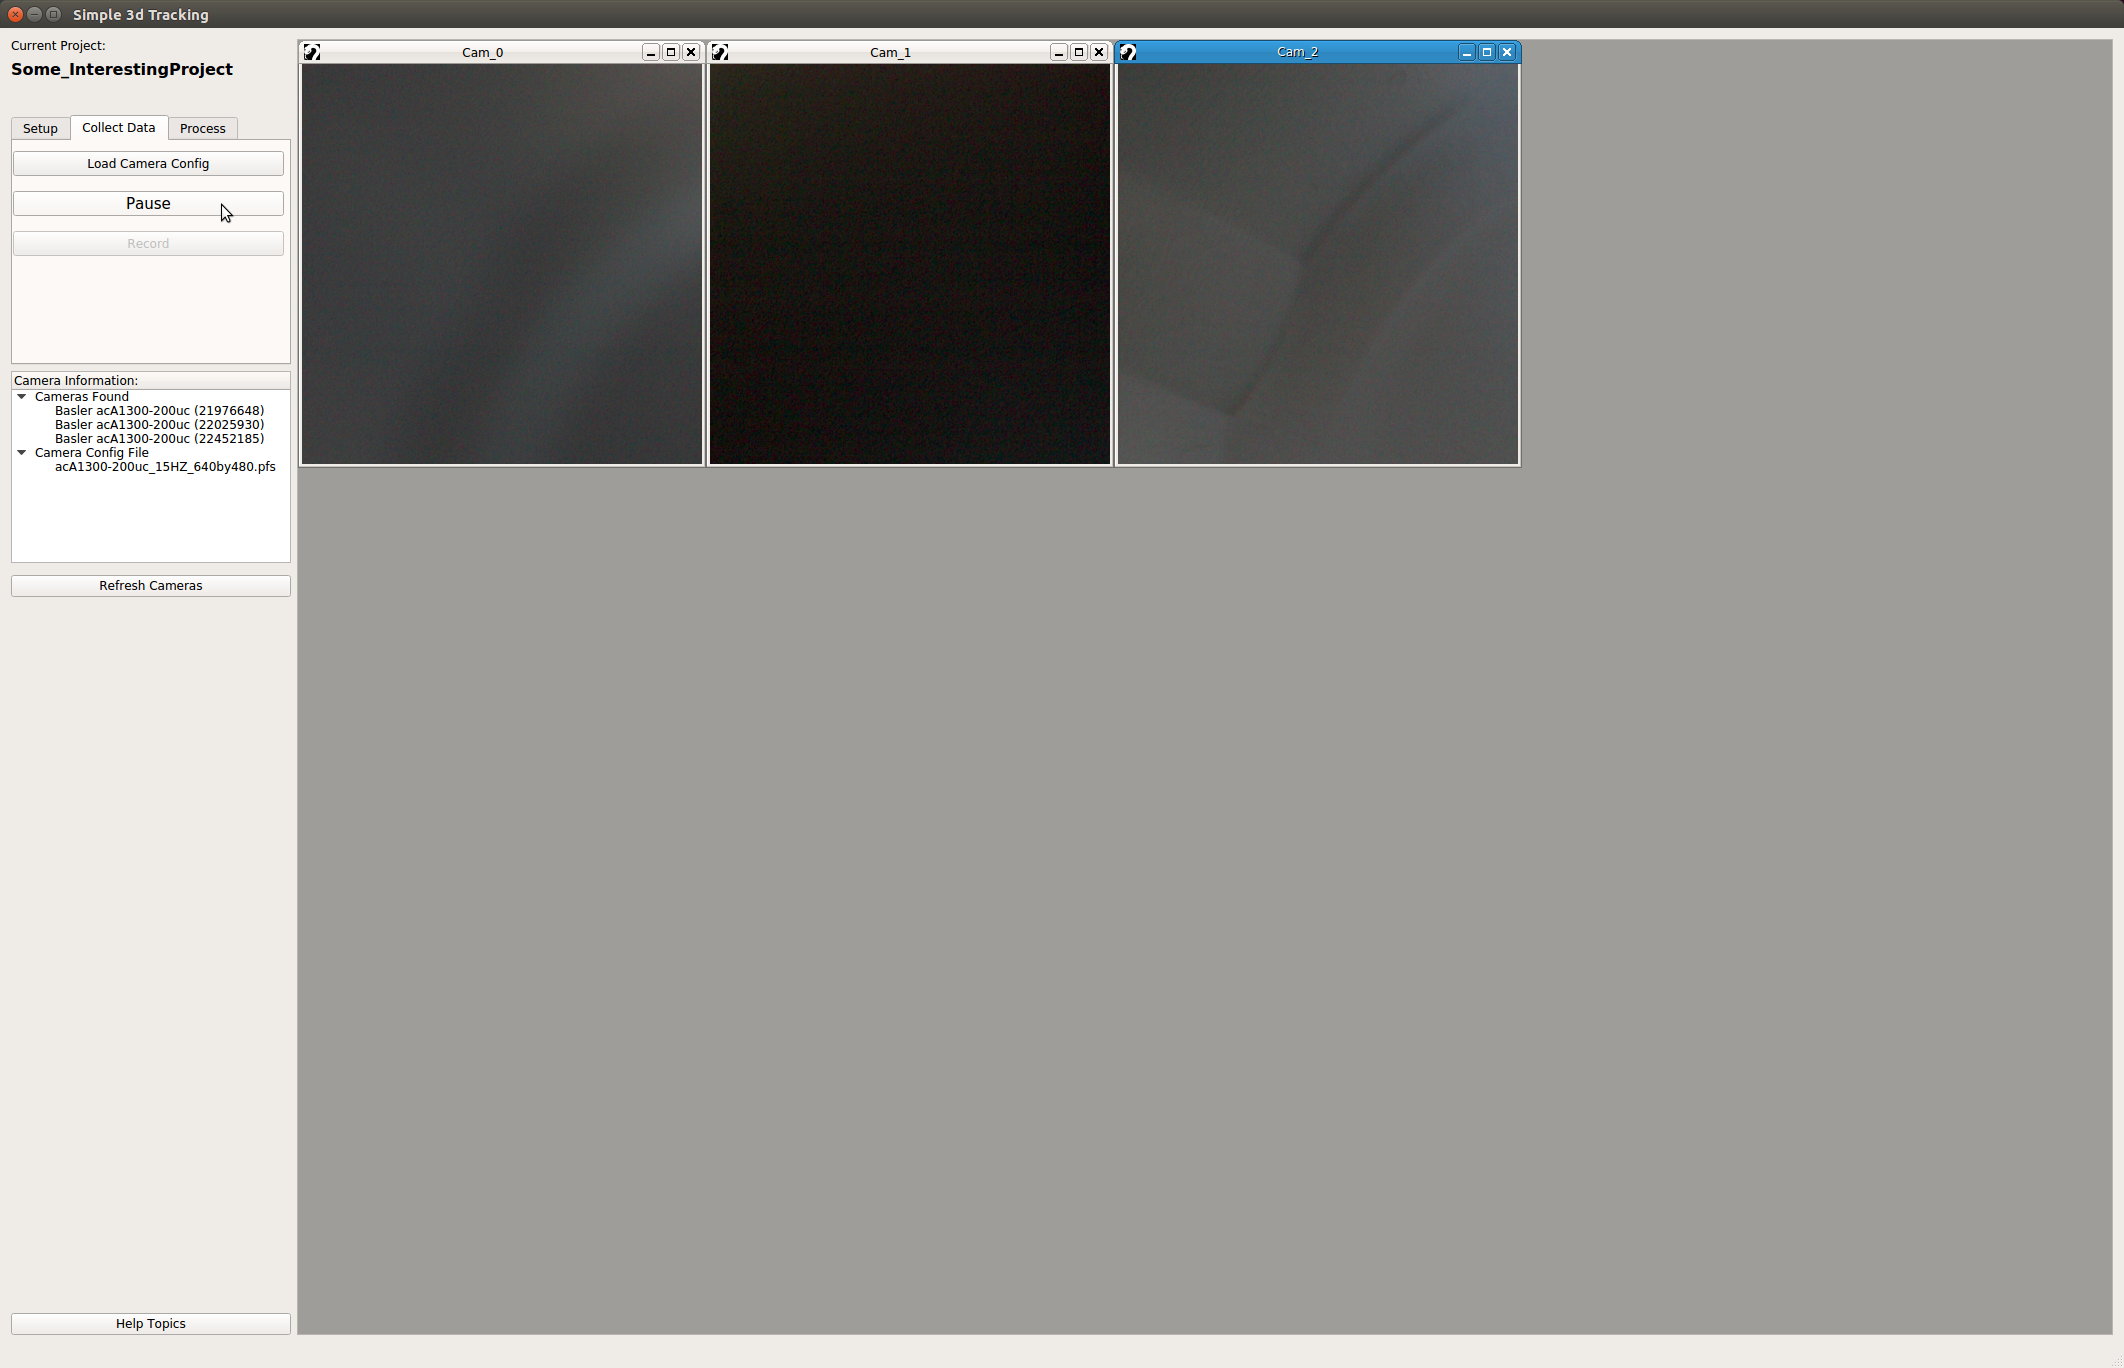 Simple 3d Tracking
Current Project:
Some_InterestingProject
Setup Collect Data Process
Load Camera Config
Pause
Record
Camera Information:
Cameras Found
Basler acA1300-200uc (21976648)
Basler acA1300-200uc (22025930)
Basler acA1300-200uc (22452185)
Camera Config File
acA1300-200uc_15HZ_640by480.pfs
Refresh Cameras
Help Topics
Cam_0
Cam_1
Cam_2